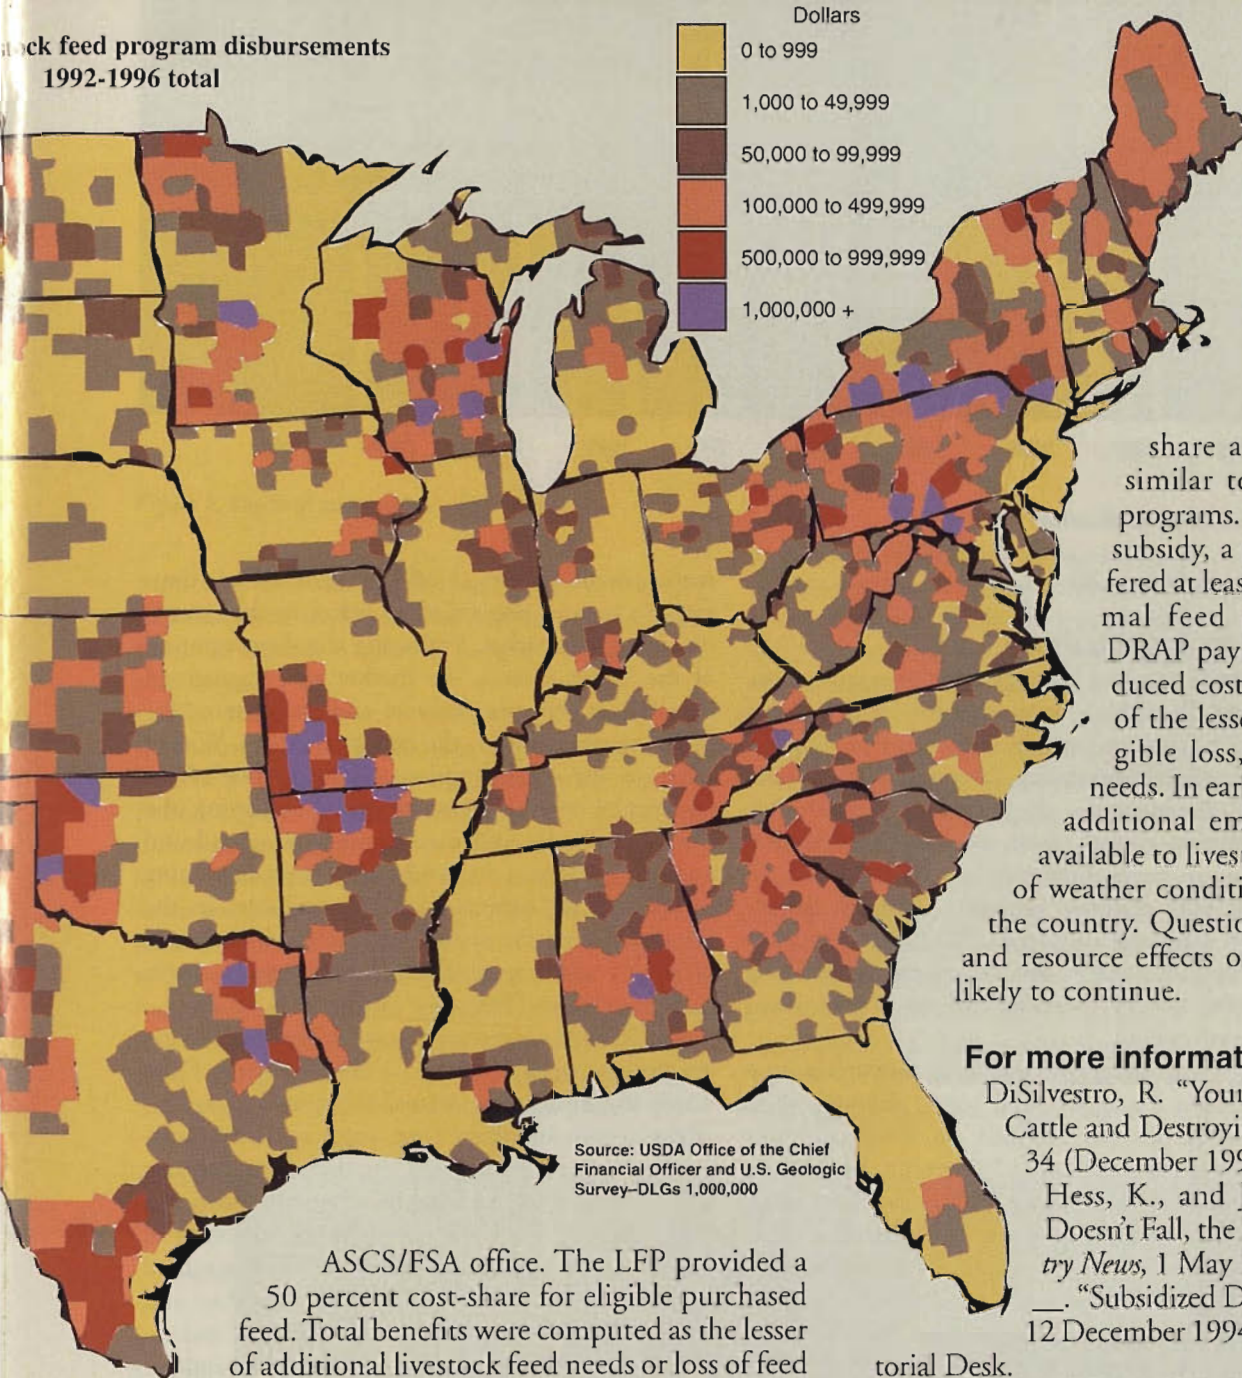 feed program disbursements
1992-1996 total
Dollars
0 to 999
1,000 to 49,999
50,000 to 99,999
100,000 to 499,999
500,000 to 999,999
1,000,000 +
share a
similar to
programs.
subsidy, a
fered at leas
mal feed
DRAP pay
duced cost
of the lesse
gible loss,
needs. In ear
additional em
available to lives
of weather conditi
the country. Questio
and resource effects o
likely to continue.
For more informat
DiSilvestro, R. “Your
Cattle and Destroyi
34 (December 199
Hess, K., and
Doesn't Fall, the
try News, 1 May
__. “Subsidized D
12 December 1994
torial Desk.
Source: USDA Office of the Chief
Financial Officer and U.S. Geologic
Survey–DLGs 1,000,000
ASCS/FSA office. The LFP provided a
50 percent cost-share for eligible purchased
feed. Total benefits were computed as the lesser
of additional livestock feed needs or loss of feed